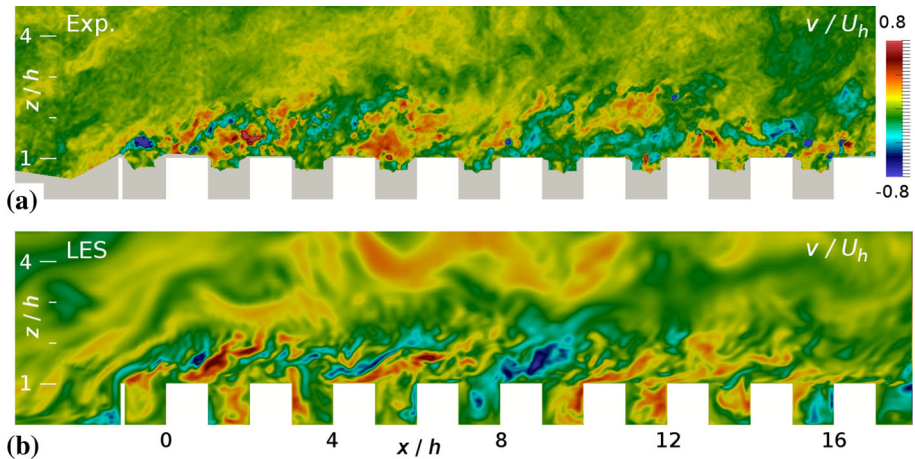 Exp.
v / U_h
0.8
4
z / h
1
-0.8
(a)
LES
v / U_h
4
z / h
1
(b)
0
4
8
12
16
x / h